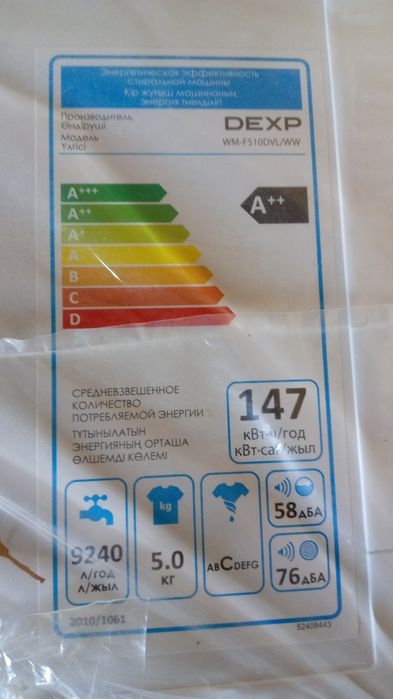 Энергетическая эффективность
стиральной машины
Кір жуғыш машинаның
энергия тиімділігі
Производитель
Өндіруші
DEXP
Модель
Үлгісі
WM-F510DVL/WW
A+++
A++
A+
A
B
C
D
A++
СРЕДНЕВЗВЕШЕННОЕ
КОЛИЧЕСТВО
ПОТРЕБЛЯЕМОЙ ЭНЕРГИИ
ТҰТЫНЫЛАТЫН
ЭНЕРГИЯНЫҢ ОРТАША
ӨЛШЕМДІ КӨЛЕМІ
147
кВт·ч/год
кВт·сағ/жыл
9240
л/год
л/жыл
kg
5.0
кг
ABCDEFG
58дБА
76дБА
2010/1061
52406443